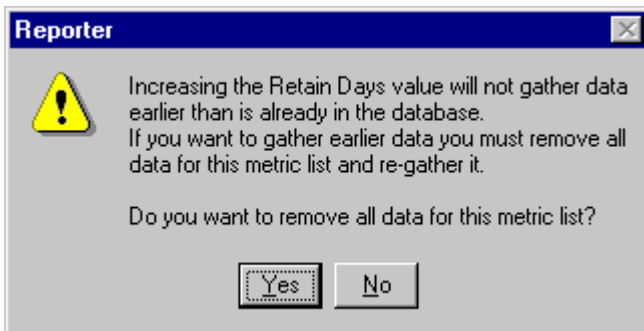 Reporter
Increasing the Retain Days value will not gather data
earlier than is already in the database.
If you want to gather earlier data you must remove all
data for this metric list and re-gather it.
Do you want to remove all data for this metric list?
Yes No